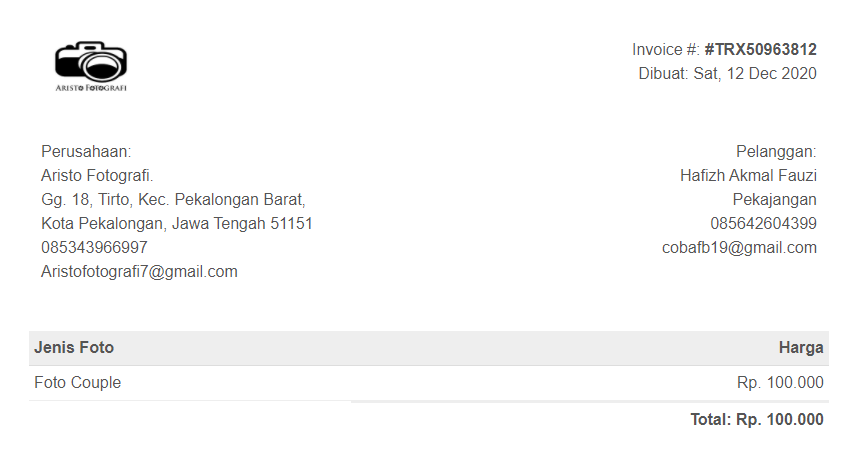 ARISTO FOTOGRAFI
Invoice #: #TRX50963812
Dibuat: Sat, 12 Dec 2020
Perusahaan:
Aristo Fotografi.
Gg. 18, Tirto, Kec. Pekalongan Barat,
Kota Pekalongan, Jawa Tengah 51151
085343966997
Aristofotografi7@gmail.com
Pelanggan:
Hafizh Akmal Fauzi
Pekajangan
085642604399
cobafb19@gmail.com
Jenis Foto Harga
Foto Couple Rp. 100.000
Total: Rp. 100.000